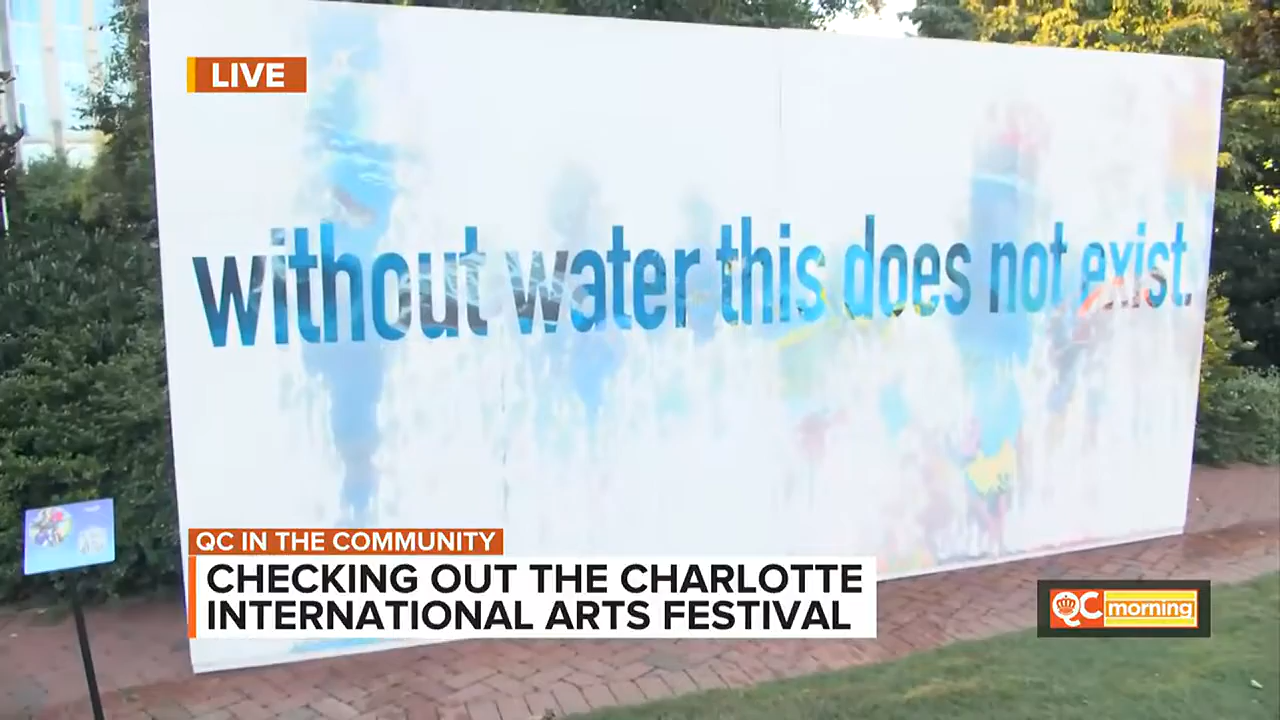 LIVE
without water this does not exist.
QC IN THE COMMUNITY
CHECKING OUT THE CHARLOTTE
INTERNATIONAL ARTS FESTIVAL
QC morning